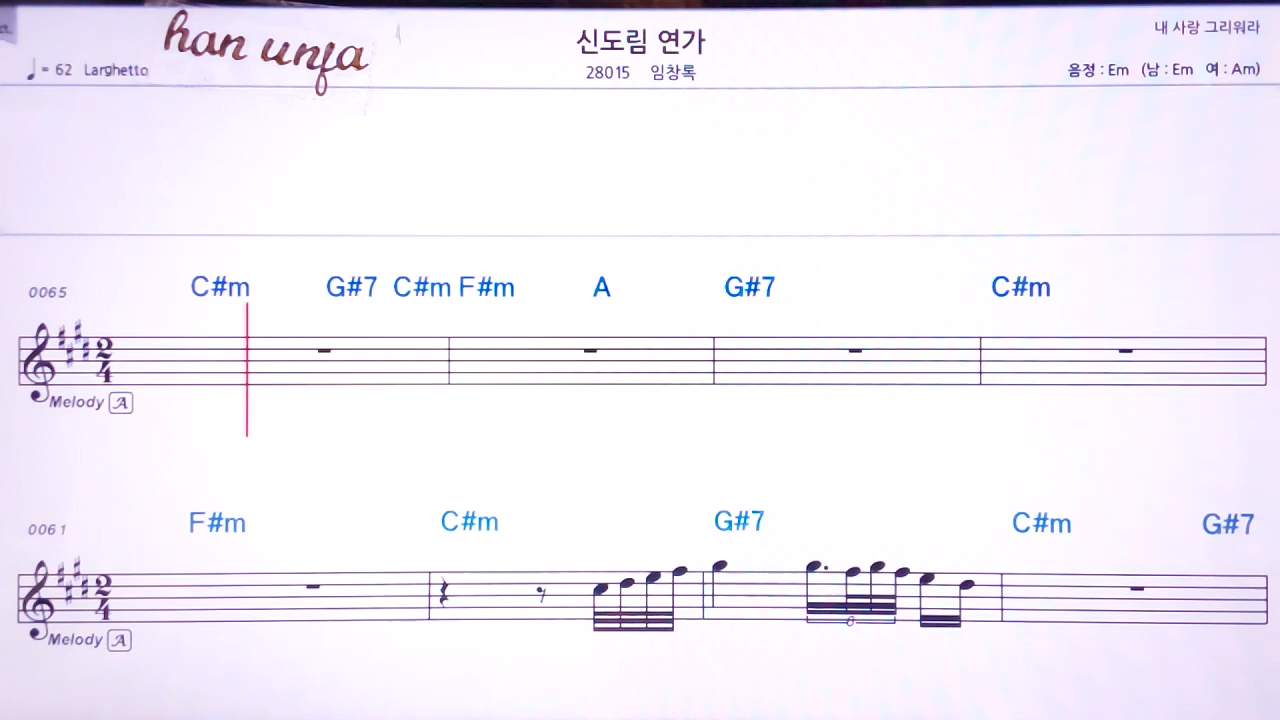 han unfa
신도림 연가
내 사랑 그리워라
♩ = 62 Larghetto
28015 임창록
음정 : Em (남 : Em 여 : Am)
0065
C#m G#7 C#m F#m A G#7 C#m
2/4
Melody A
0061
F#m C#m G#7 C#m G#7
2/4
6
Melody A